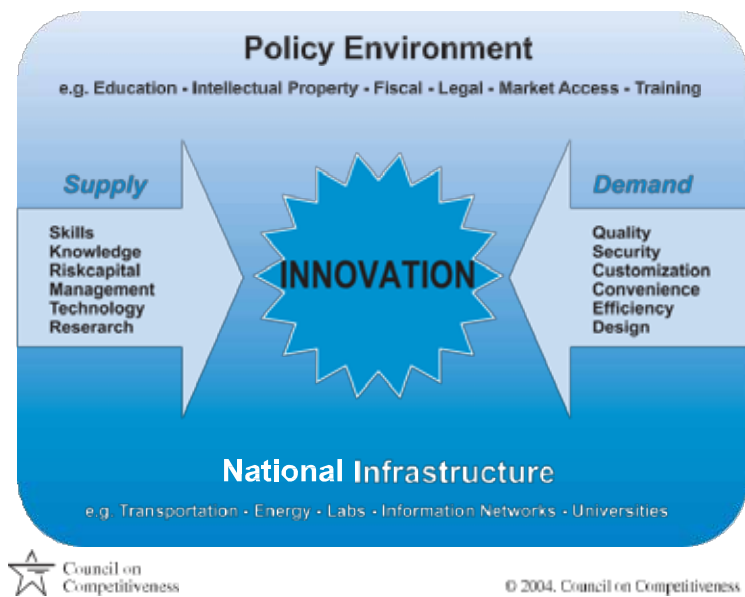 Policy Environment
e.g. Education - Intellectual Property - Fiscal - Legal - Market Access - Training
Supply
Skills
Knowledge
Riskcapital
Management
Technology
Reserarch
INNOVATION
Demand
Quality
Security
Customization
Convenience
Efficiency
Design
National Infrastructure
e.g. Transportation - Energy - Labs - Information Networks - Universities
Council on
Competitiveness
© 2004, Council on Competitiveness